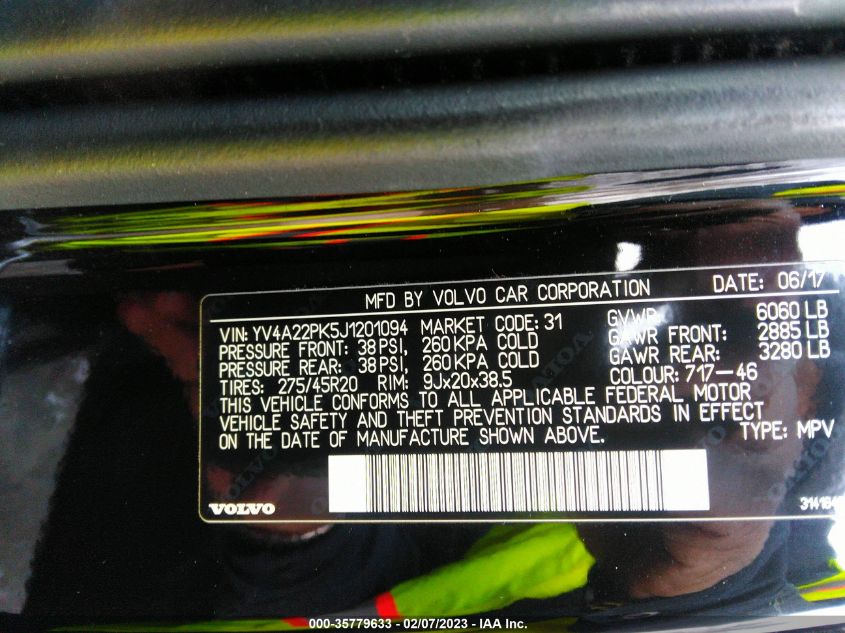 MFD BY VOLVO CAR CORPORATION DATE: 06/17
VIN: YV4A22PK5J1201094 MARKET CODE: 31 GVWR: 6060 LB
PRESSURE FRONT: 38 PSI, 260 KPA COLD GAWR FRONT: 2885 LB
PRESSURE REAR: 38 PSI, 260 KPA COLD GAWR REAR: 3280 LB
TIRES: 275/45R20 RIM: 9Jx20x38.5 COLOUR: 717-46
THIS VEHICLE CONFORMS TO ALL APPLICABLE FEDERAL MOTOR
VEHICLE SAFETY AND THEFT PREVENTION STANDARDS IN EFFECT
ON THE DATE OF MANUFACTURE SHOWN ABOVE. TYPE: MPV
VOLVO
000-35779633 - 02/07/2023 - IAA Inc.